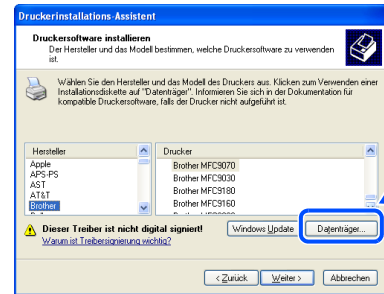 Druckerinstallations-Assistent
Druckersoftware installieren
Der Hersteller und das Modell bestimmen, welche Druckersoftware zu verwenden
ist.
Wählen Sie den Hersteller und das Modell des Druckers aus. Klicken zum Verwenden einer
Installationsdiskette auf "Datenträger". Informieren Sie sich in der Dokumentation für
kompatible Druckersoftware, falls der Drucker nicht aufgeführt ist.
Hersteller
Drucker
Apple
APS-PS
AST
AT&T
Brother
Brother MFC9070
Brother MFC9030
Brother MFC9180
Brother MFC9160
Dieser Treiber ist nicht digital signiert!
Warum ist Treibersignierung wichtig?
Windows Update
Datenträger...
< Zurück
Weiter >
Abbrechen